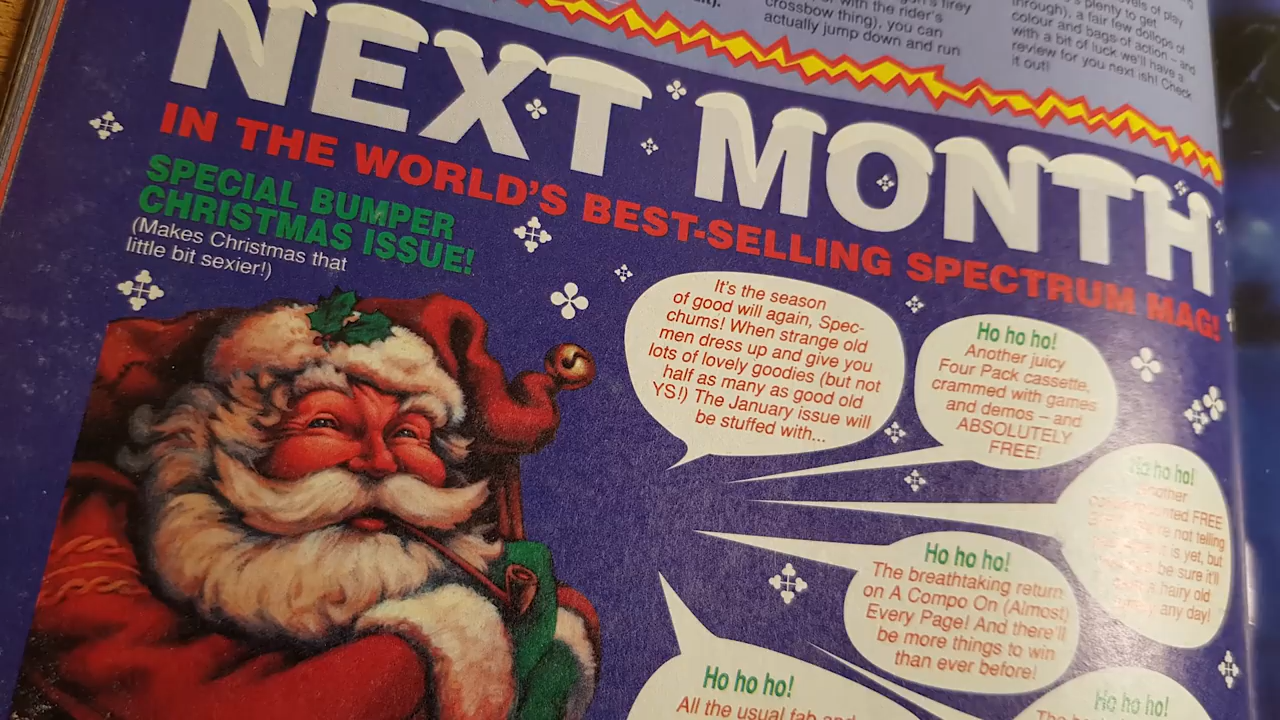 crossbow thing), you can
actually jump down and run
through), a fair few dollops of
colour and bags of action – and
with a bit of luck we'll have a
review for you next ish! Check
it out!
NEXT MONTH
IN THE WORLD'S BEST-SELLING SPECTRUM MAG!
SPECIAL BUMPER
CHRISTMAS ISSUE!
(Makes Christmas that
little bit sexier!)
It's the season
of good will again, Spec-
chums! When strange old
men dress up and give you
lots of lovely goodies (but not
half as many as good old
YS!) The January issue will
be stuffed with...
Ho ho ho!
Another juicy
Four Pack cassette,
crammed with games
and demos – and
ABSOLUTELY
FREE!
Ho ho ho!
Another
FREE
not telling
is yet, but
be sure it'll
hairy old
any day!
Ho ho ho!
The breathtaking return
on A Compo On (Almost)
Every Page! And there'll
be more things to win
than ever before!
Ho ho ho!
All the usual fab and
Ho ho ho!